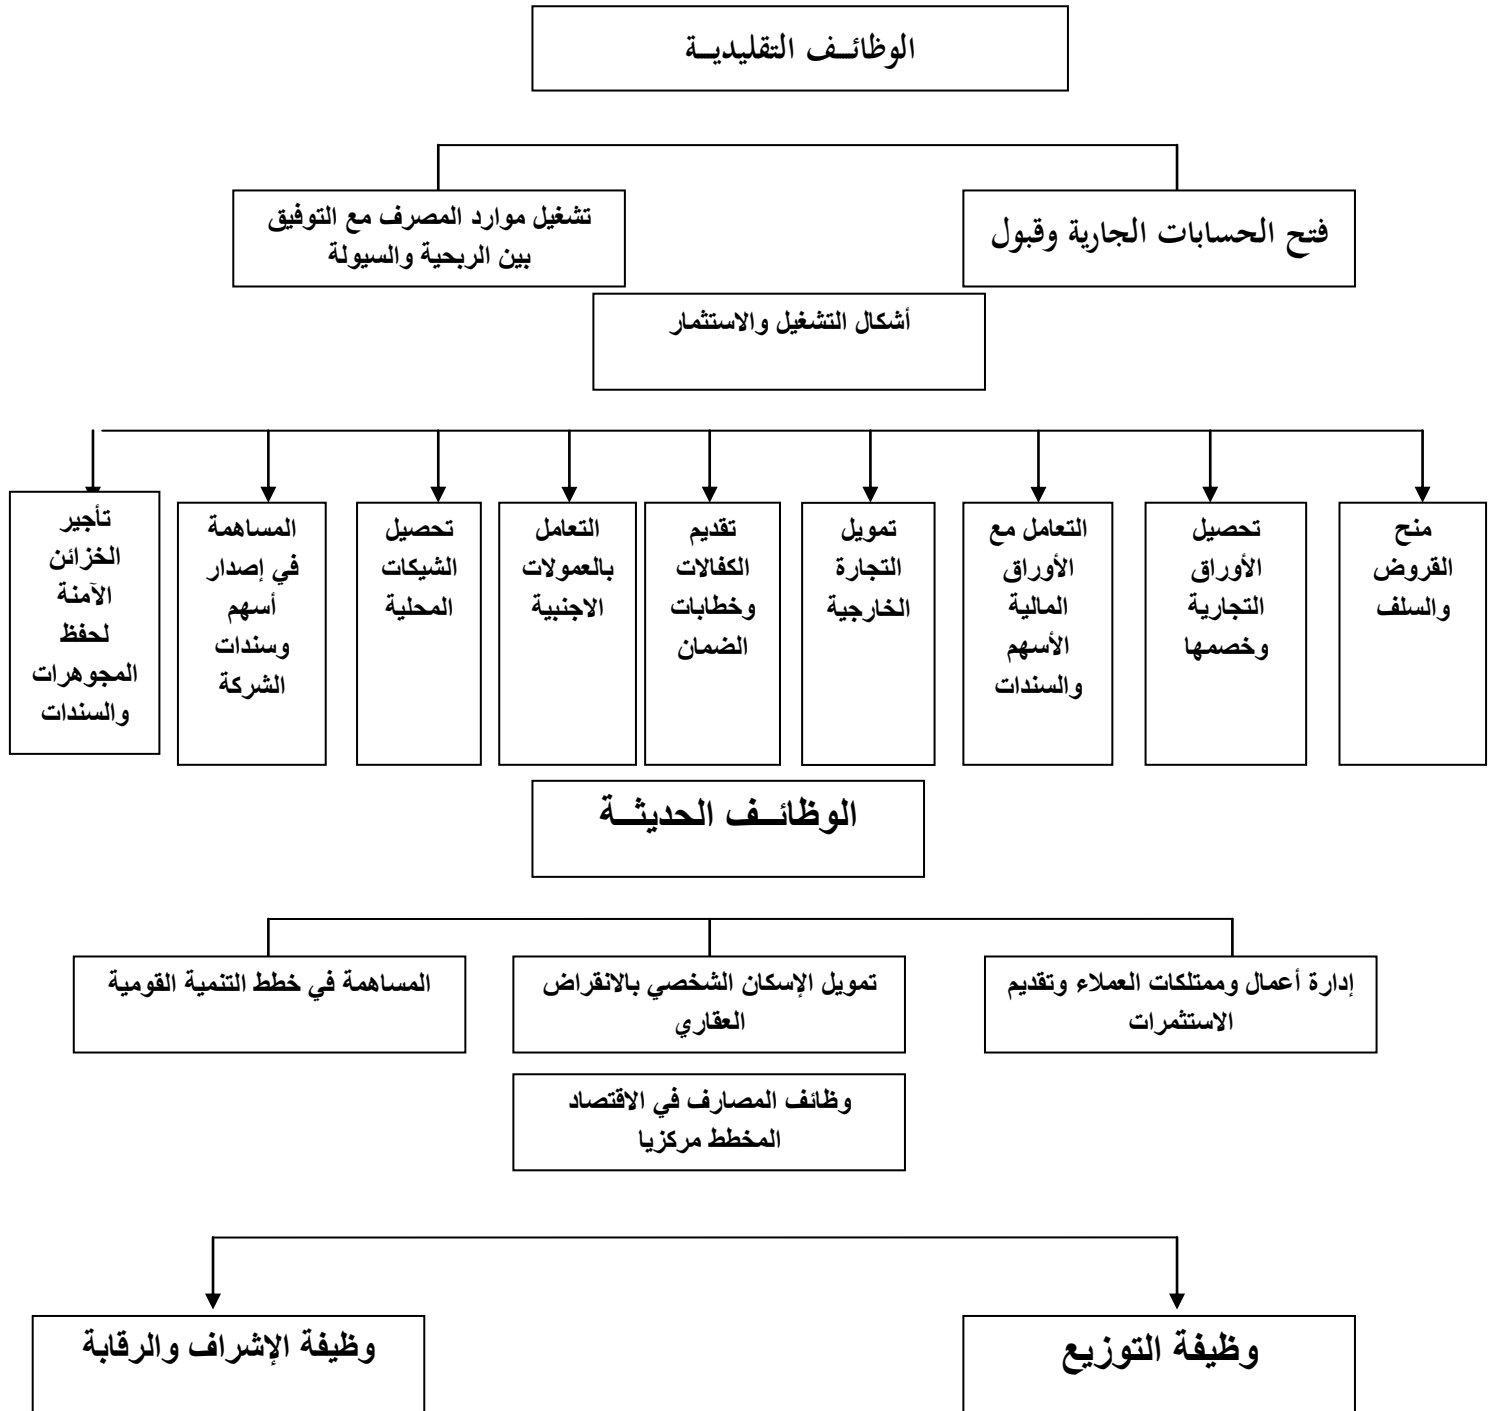 الوظائــف التقليديــة
فتح الحسابات الجارية وقبول
تشغيل موارد المصرف مع التوفيق
بين الربحية والسيولة
أشكال التشغيل والاستثمار
منح
القروض
والسلف
تحصيل
الأوراق
التجارية
وخصمها
التعامل مع
الأوراق
المالية
الأسهم
والسندات
تمويل
التجارة
الخارجية
تقديم
الكفالات
وخطابات
الضمان
التعامل
بالعمولات
الاجنبية
تحصيل
الشيكات
المحلية
المساهمة
في إصدار
أسهم
وسندات
الشركة
تأجير
الخزائن
الآمنة
لحفظ
المجوهرات
والسندات
الوظائــف الحديثــة
إدارة أعمال وممتلكات العملاء وتقديم
الاستثمرات
تمويل الإسكان الشخصي بالانقراض
العقاري
المساهمة في خطط التنمية القومية
وظائف المصارف في الاقتصاد
المخطط مركزيا
وظيفة التوزيع
وظيفة الإشراف والرقابة